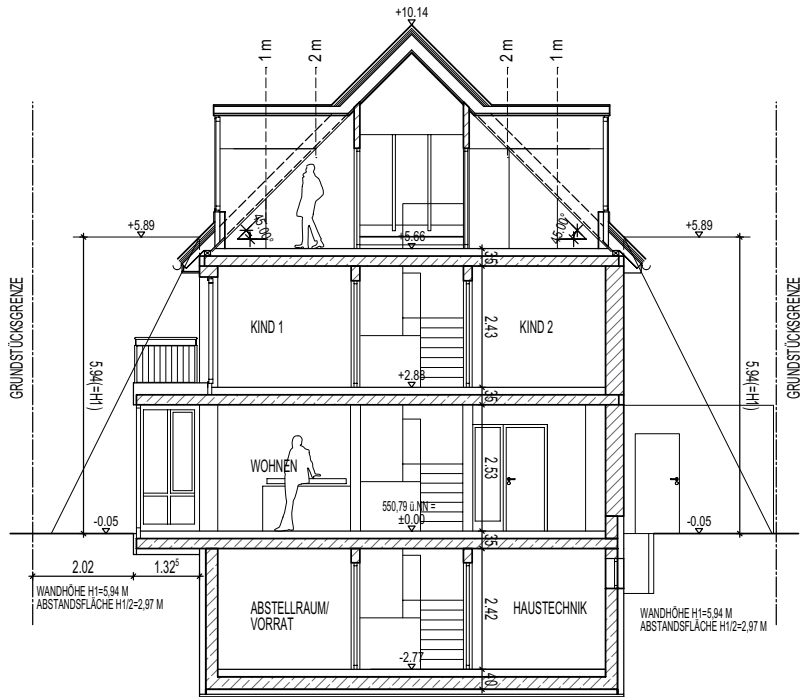 +10.14
1 m
2 m
2 m
1 m
+5.89
+5.89
45.00°
45.00°
+5.66
35
GRUNDSTÜCKSGRENZE
GRUNDSTÜCKSGRENZE
KIND 1
2.43
KIND 2
5.94(=H1)
5.94(=H1)
+2.88
35
WOHNEN
2.53
550,79 ü.NN =
±0.00
-0.05
-0.05
35
2.02
1.32⁵
WANDHÖHE H1=5,94 M
ABSTANDSFLÄCHE H1/2=2,97 M
ABSTELLRAUM/
VORRAT
2.42
HAUSTECHNIK
WANDHÖHE H1=5,94 M
ABSTANDSFLÄCHE H1/2=2,97 M
-2.77
40